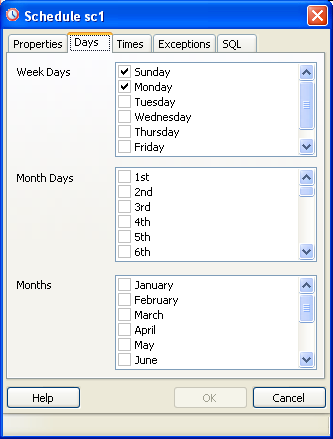 Schedule sc1
Properties Days Times Exceptions SQL
Week Days
Sunday
Monday
Tuesday
Wednesday
Thursday
Friday
Month Days
1st
2nd
3rd
4th
5th
6th
Months
January
February
March
April
May
June
Help OK Cancel